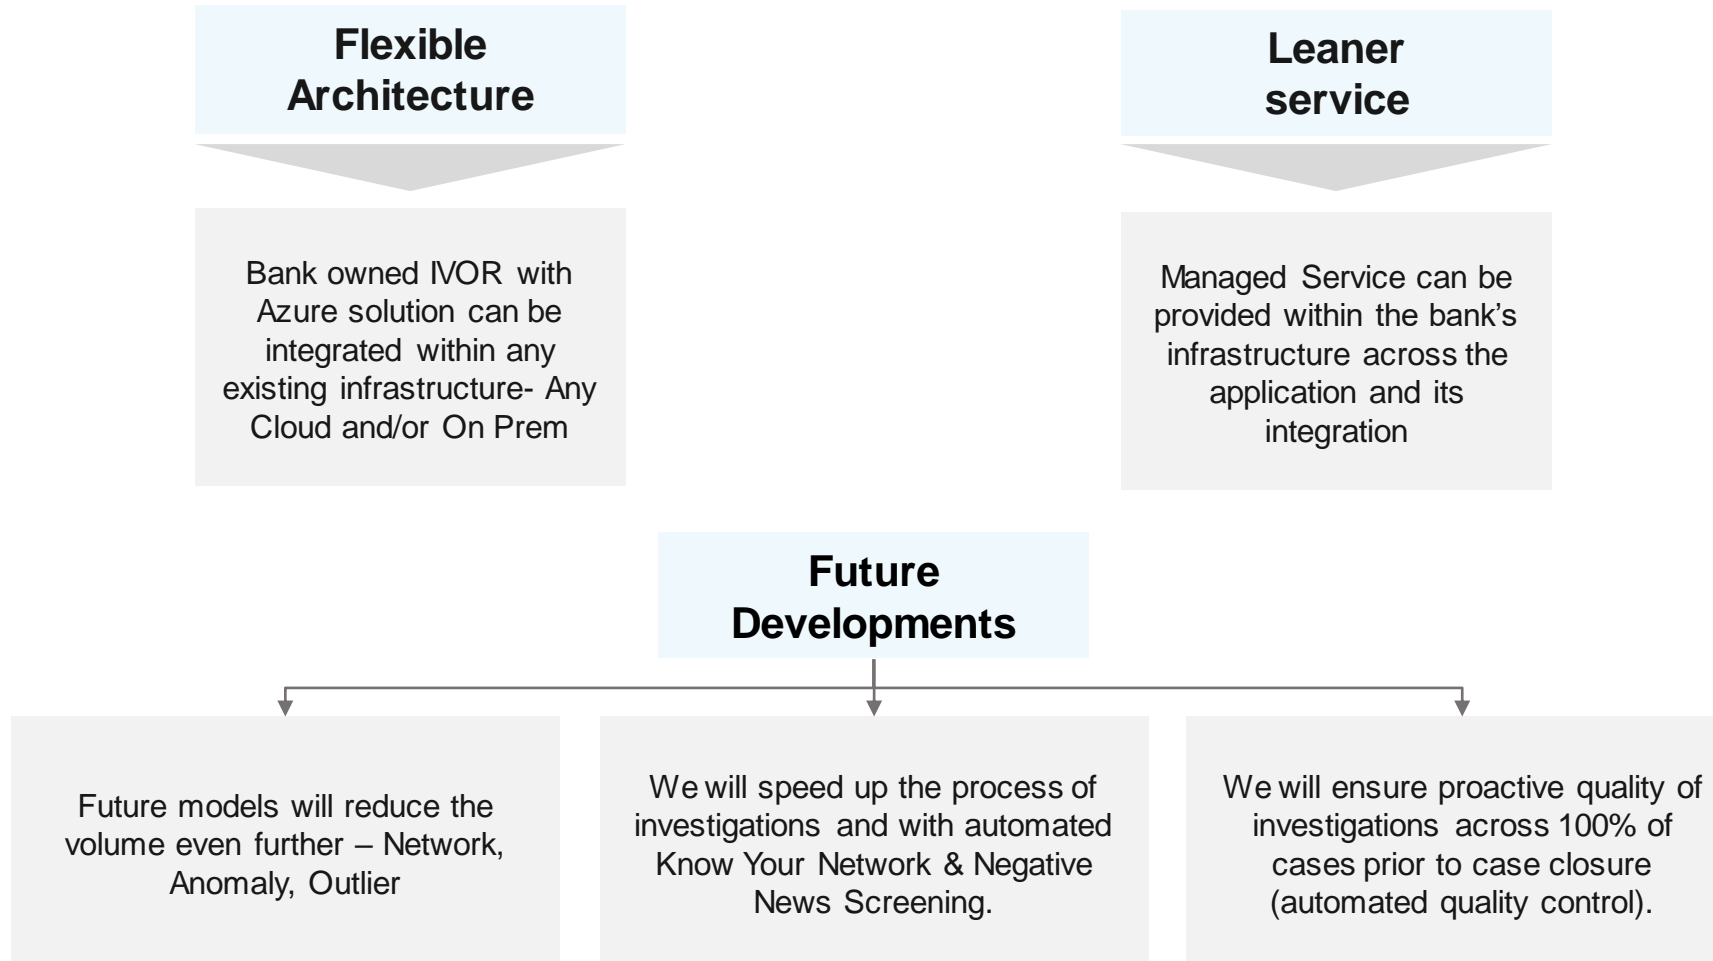 Flexible
Architecture
Bank owned IVOR with
Azure solution can be
integrated within any
existing infrastructure- Any
Cloud and/or On Prem
Leaner
service
Managed Service can be
provided within the bank’s
infrastructure across the
application and its
integration
Future
Developments
Future models will reduce the
volume even further – Network,
Anomaly, Outlier
We will speed up the process of
investigations and with automated
Know Your Network & Negative
News Screening.
We will ensure proactive quality of
investigations across 100% of
cases prior to case closure
(automated quality control).